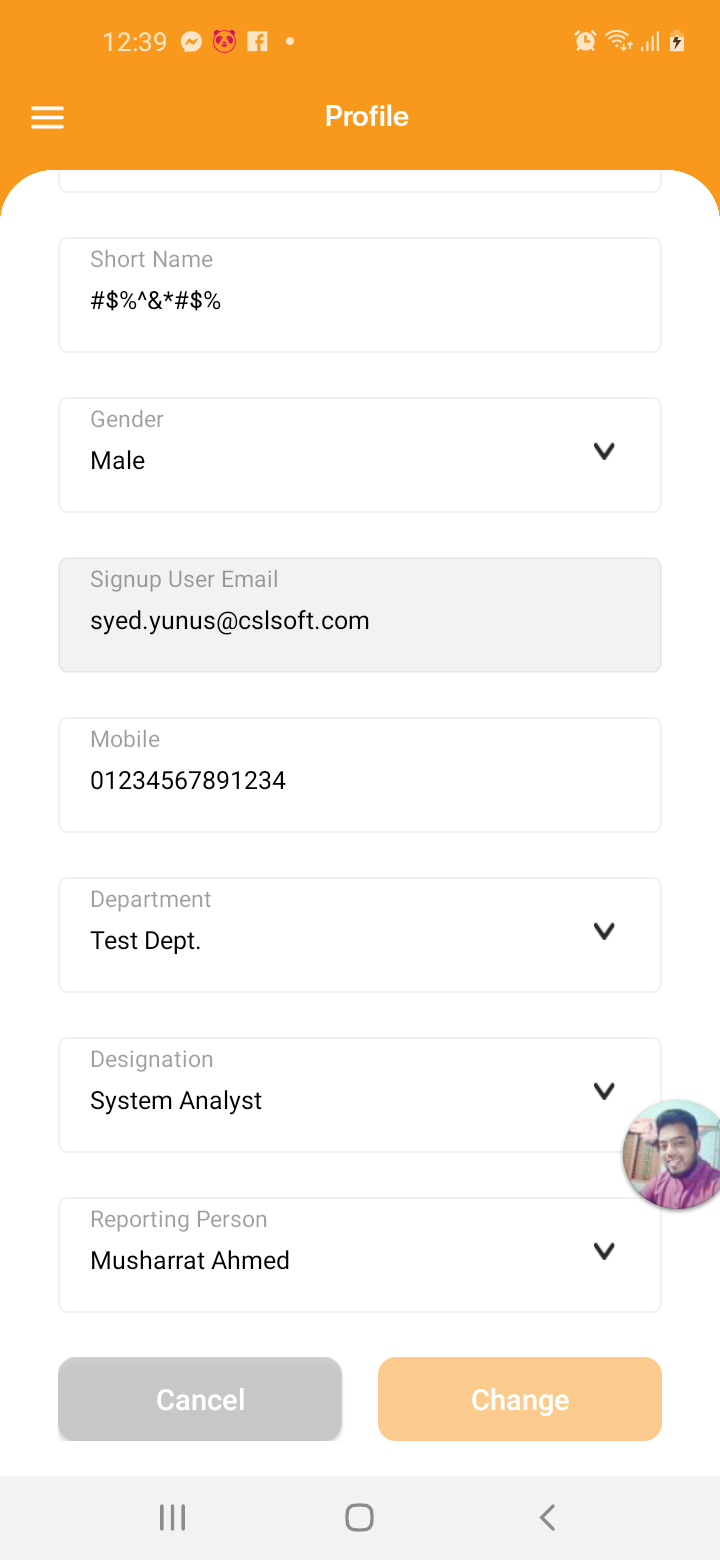 12:39
Profile
Short Name
#$%^&*#$%
Gender
Male
Signup User Email
syed.yunus@cslsoft.com
Mobile
01234567891234
Department
Test Dept.
Designation
System Analyst
Reporting Person
Musharrat Ahmed
Cancel
Change